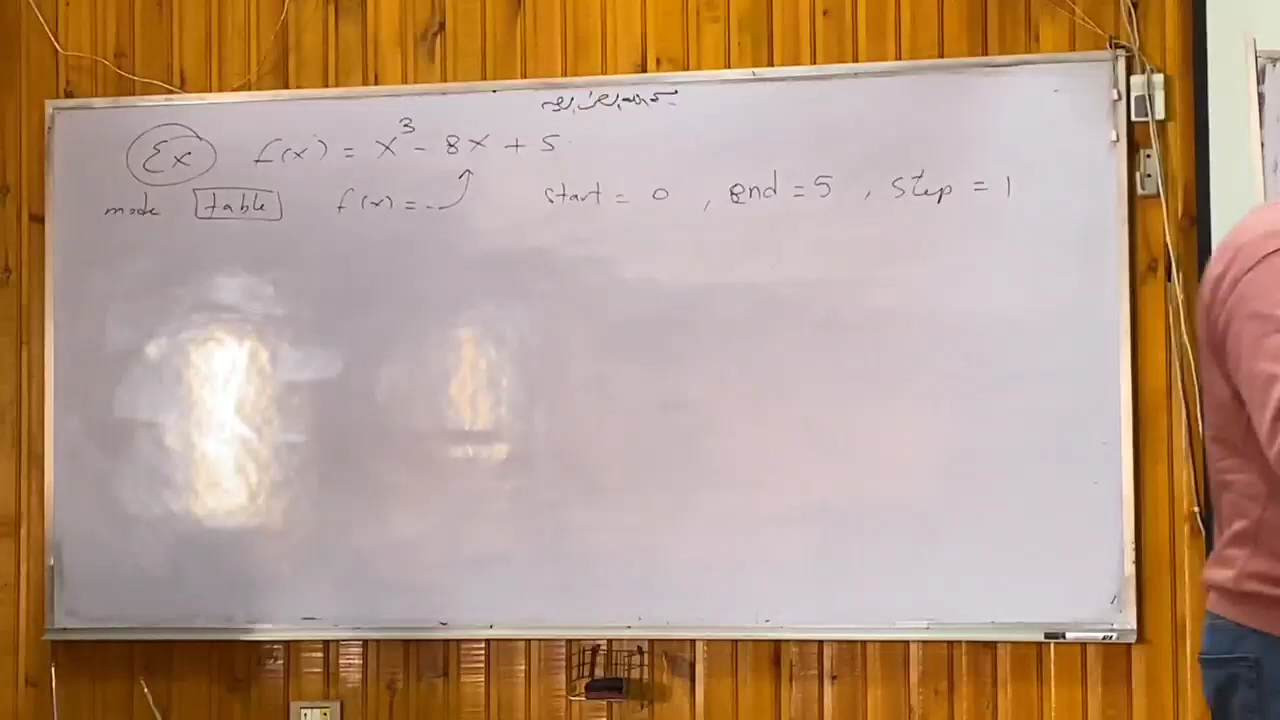 Ex f(x) = x³ - 8x + 5
mode table f(x) = start = 0 , end = 5 , step = 1